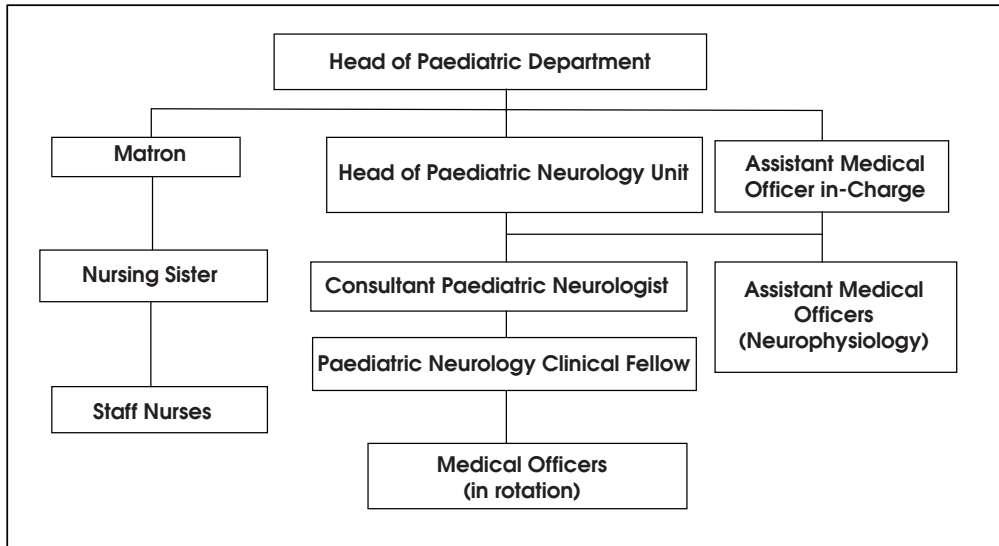 Head of Paediatric Department
Matron
Head of Paediatric Neurology Unit
Assistant Medical
Officer in-Charge
Nursing Sister
Consultant Paediatric Neurologist
Assistant Medical
Officers
(Neurophysiology)
Paediatric Neurology Clinical Fellow
Staff Nurses
Medical Officers
(in rotation)